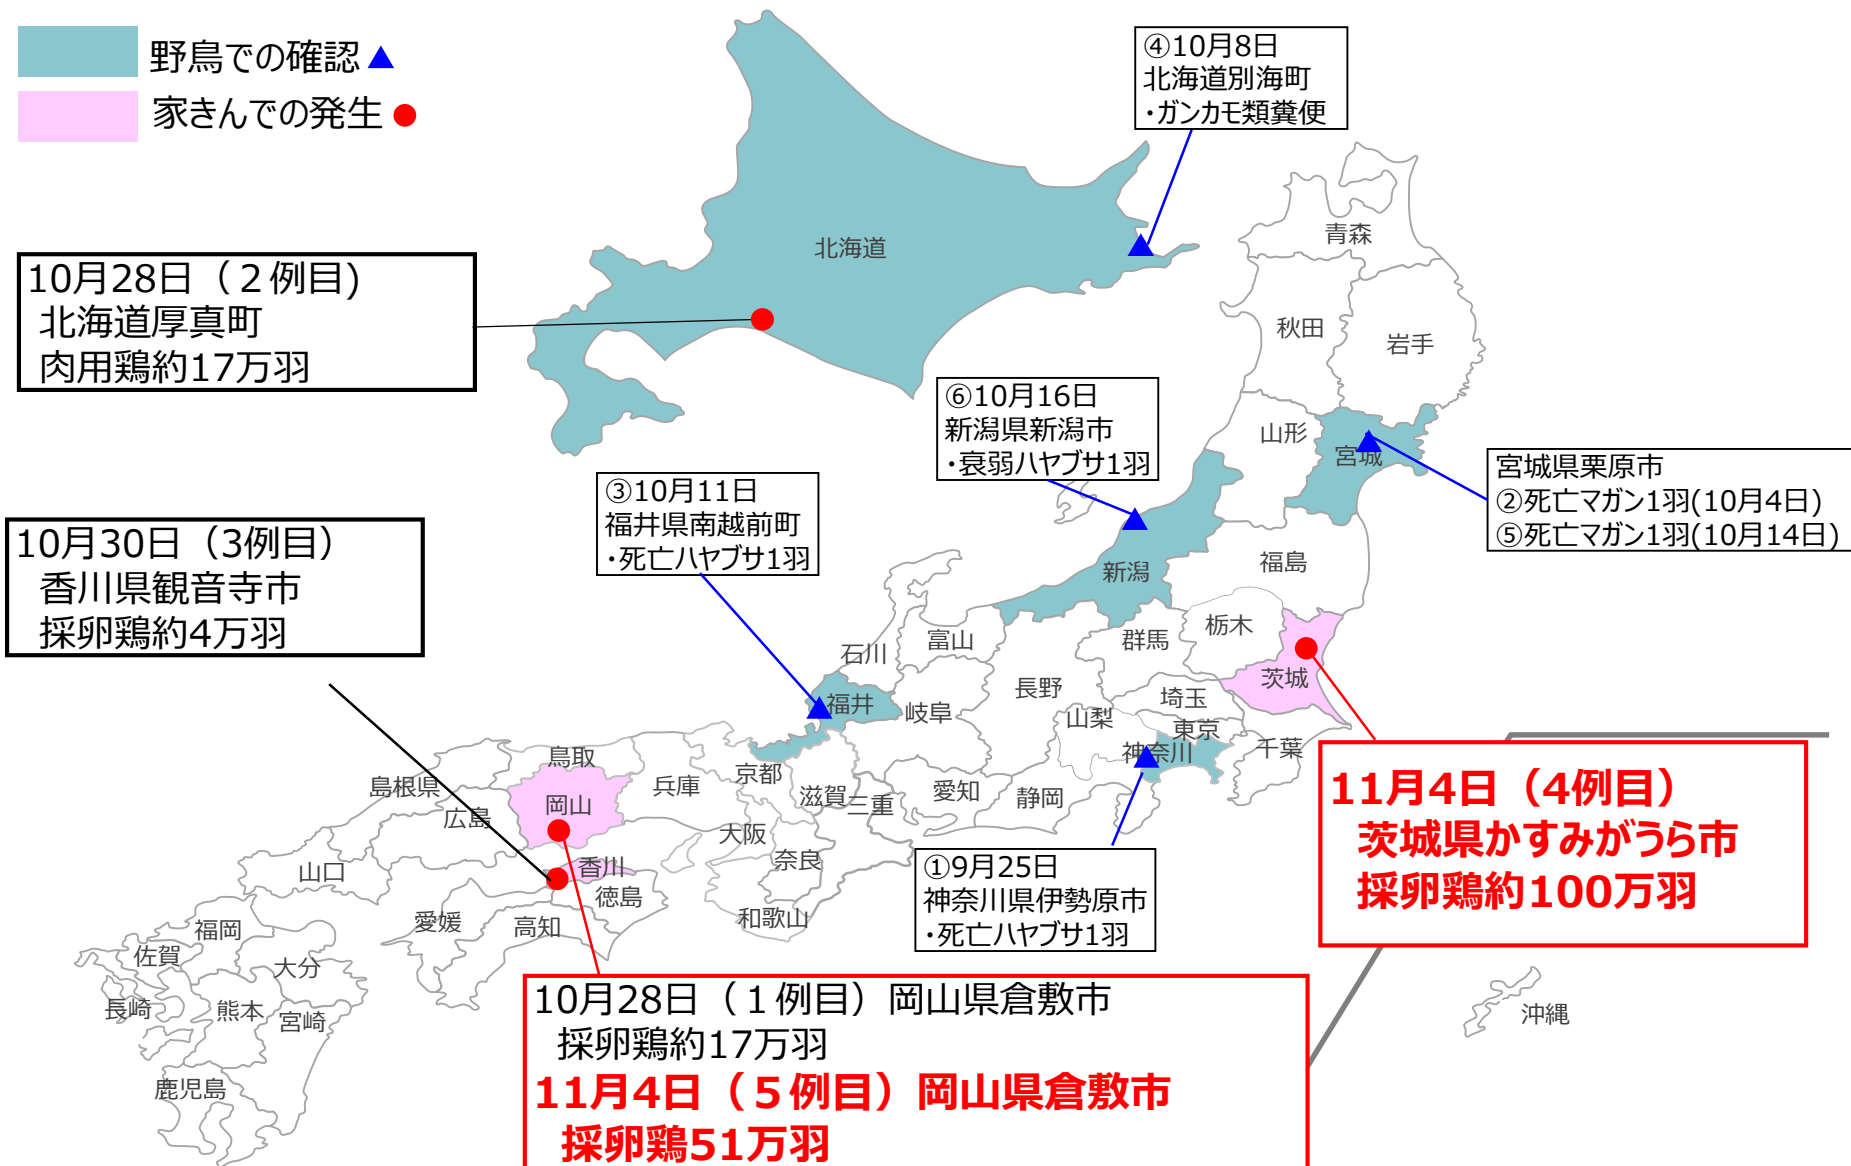 野鳥での確認▲
家きんでの発生●
④10月8日
北海道別海町
・ガンカモ類糞便
青森
北海道
10月28日（２例目)
北海道厚真町
肉用鶏約17万羽
秋田
岩手
⑥10月16日
新潟県新潟市
・衰弱ハヤブサ1羽
山形
宮城
宮城県栗原市
②死亡マガン1羽(10月4日)
⑤死亡マガン1羽(10月14日)
③10月11日
福井県南越前町
・死亡ハヤブサ1羽
10月30日（3例目）
香川県観音寺市
採卵鶏約4万羽
新潟
福島
栃木
群馬
富山
石川
茨城
長野
埼玉
福井
岐阜
山梨
東京
神奈川
千葉
鳥取
京都
兵庫
島根県
滋賀
三重
愛知
静岡
岡山
広島
大阪
奈良
香川
徳島
山口
和歌山
愛媛
高知
11月4日（4例目）
茨城県かすみがうら市
採卵鶏約100万羽
①9月25日
神奈川県伊勢原市
・死亡ハヤブサ1羽
福岡
佐賀
大分
長崎
熊本
宮崎
鹿児島
沖縄
10月28日（１例目）岡山県倉敷市
採卵鶏約17万羽
11月4日（５例目）岡山県倉敷市
採卵鶏51万羽